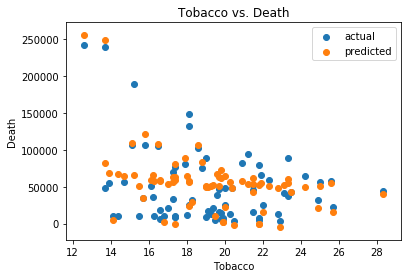 Tobacco vs. Death
actual
predicted
250000
200000
150000
100000
50000
0
Death
12 14 16 18 20 22 24 26 28
Tobacco